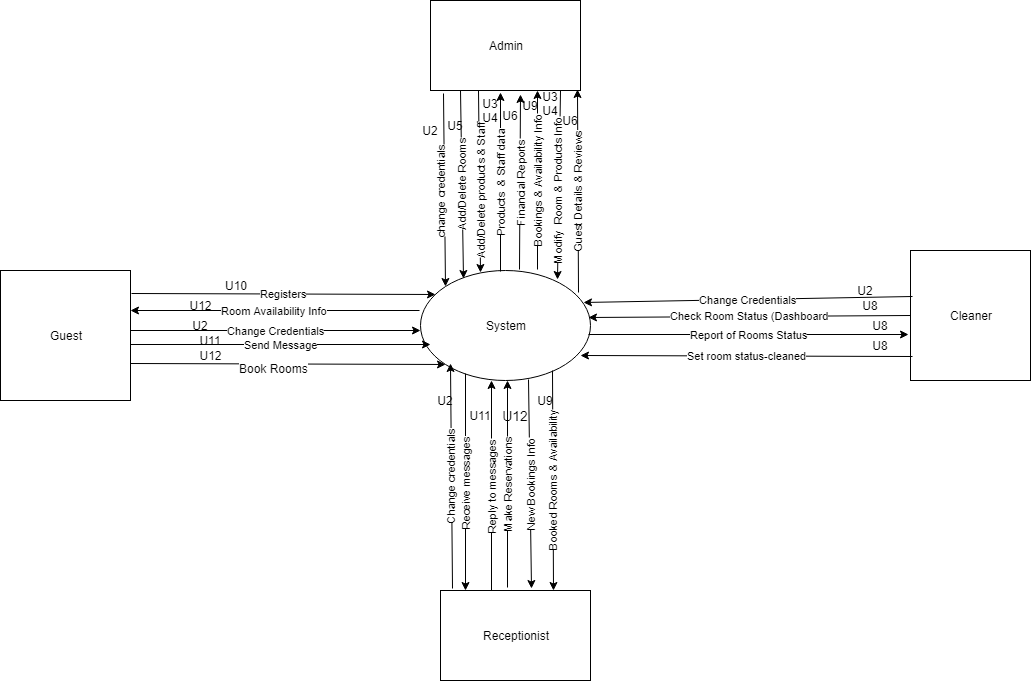 Admin
U2
U5
U3
U4
U6
U9
U3
U4
U6
change credentials
Add/Delete Rooms
Add/Delete products & Staff
Products & Staff data
Financial Reports
Bookings & Availability Info
Modify Room & Products Info
Guest Details & Reviews
Guest
U10
Registers
U12
Room Availability Info
U2
Change Credentials
U11
Send Message
U12
Book Rooms
System
U2
Change Credentials
U8
Check Room Status (Dashboard
U8
Report of Rooms Status
U8
Set room status-cleaned
Cleaner
U2
U11
U12
U9
Change credentials
Receive messages
Reply to messages
Make Reservations
New Bookings Info
Booked Rooms & Availability
Receptionist